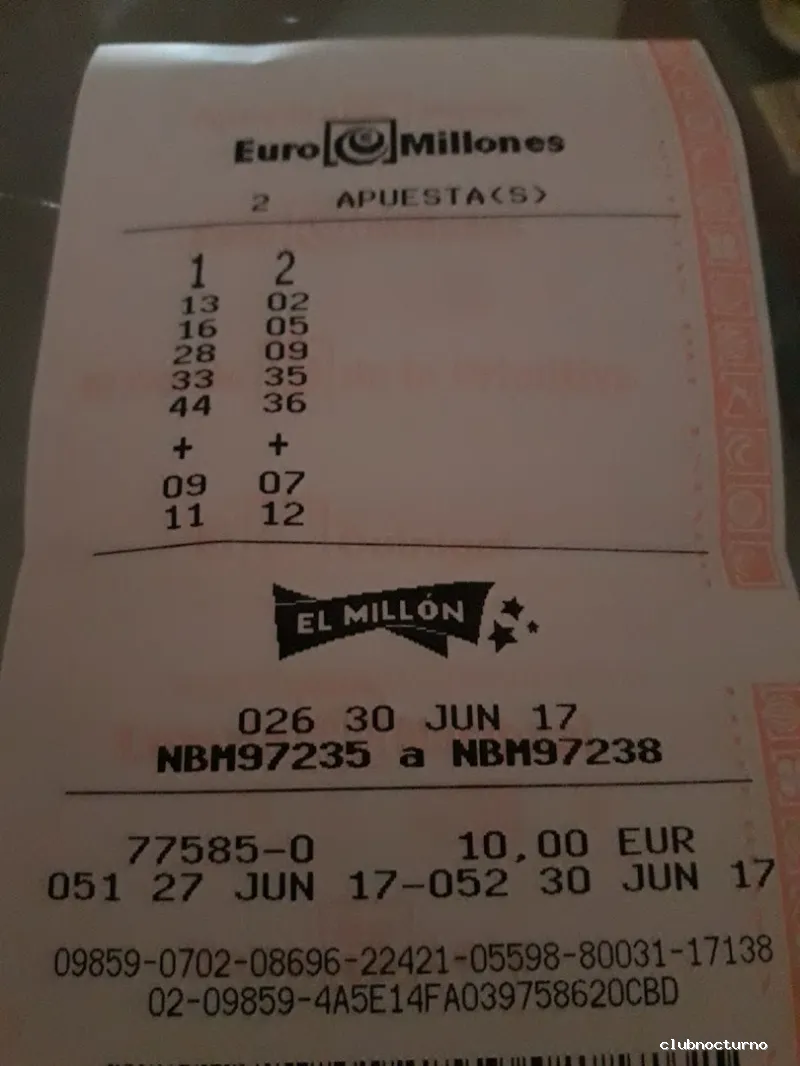 Euro Millones
2 APUESTA(S)
1 2
13 02
16 05
28 09
33 35
44 36
+ +
09 07
11 12
EL MILLÓN
026 30 JUN 17
NBM97235 a NBM97238
77585-0 10,00 EUR
051 27 JUN 17-052 30 JUN 17
09859-0702-08696-22421-05598-80031-17138
02-09859-4A5E14FA039758620CBD
clubnocturno